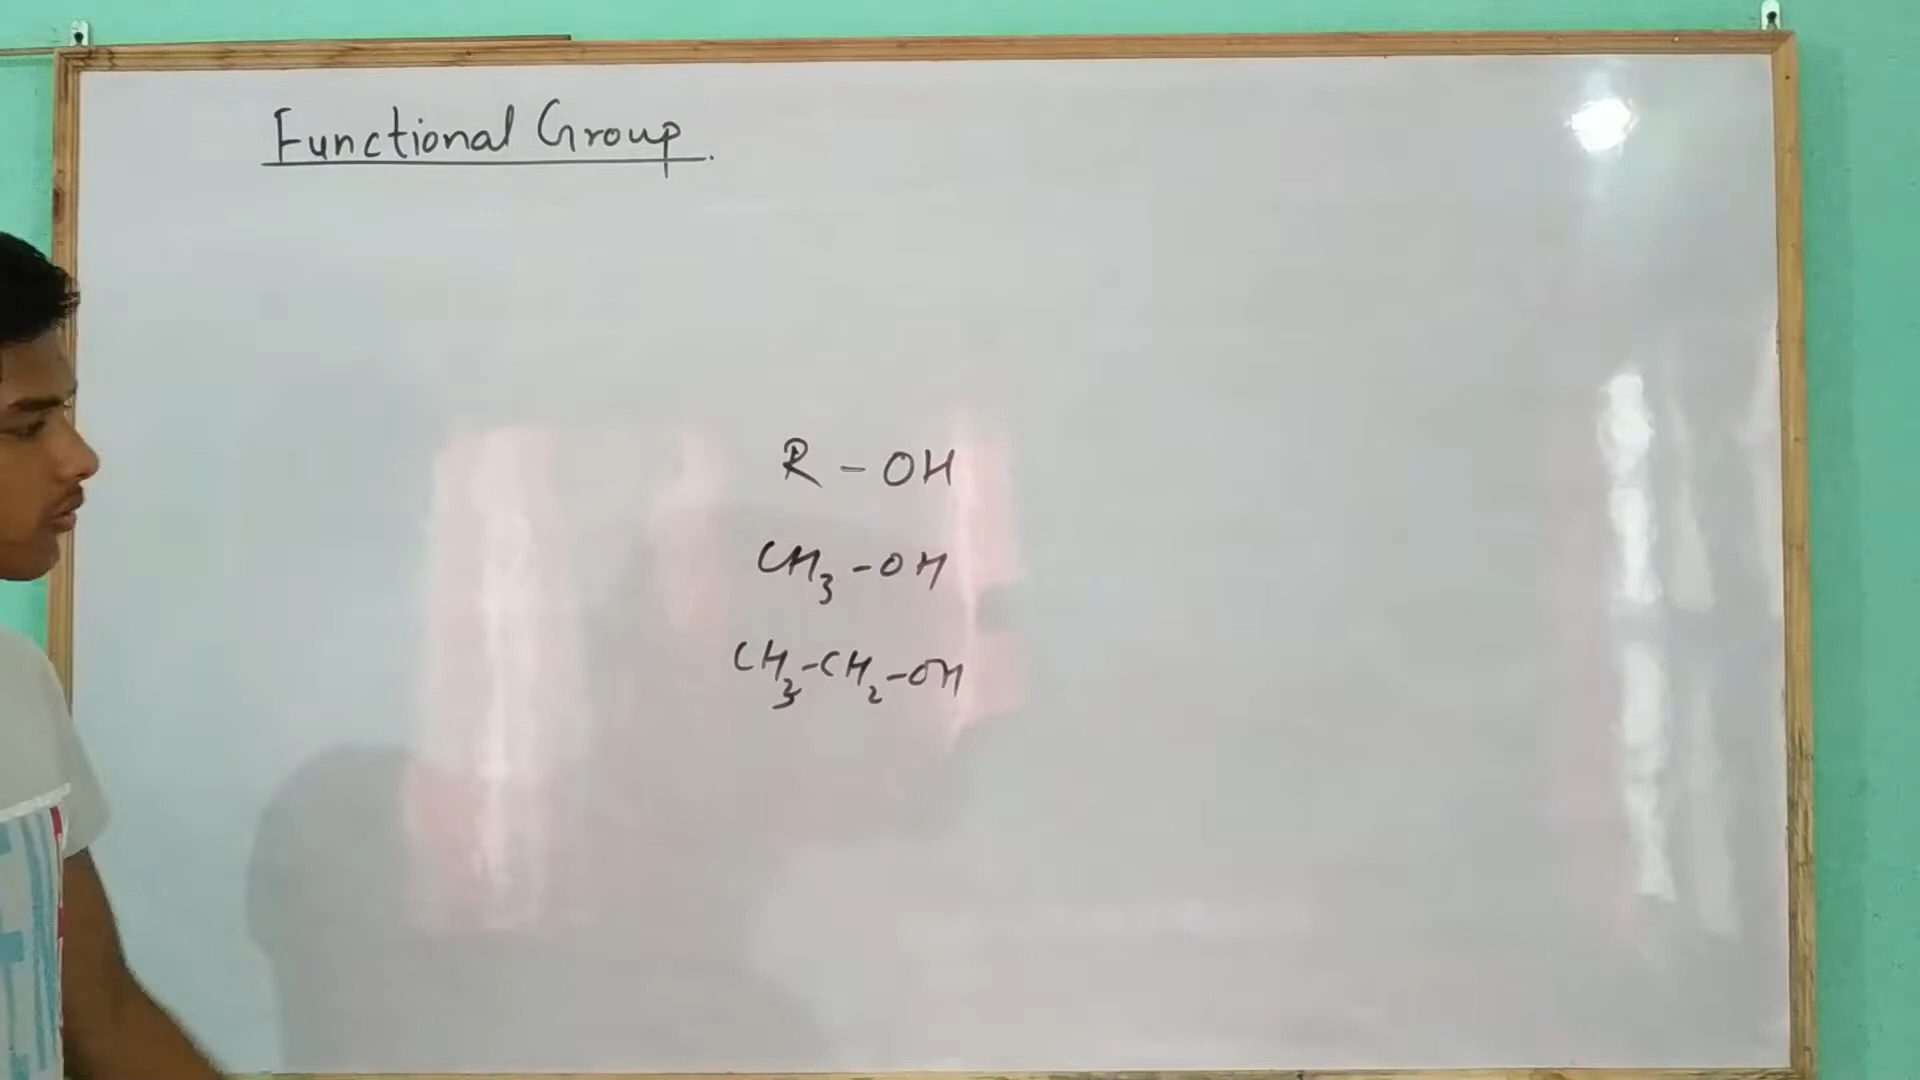 Functional Group.
R - OH
CH₃ - OH
CH₃ - CH₂ - OH